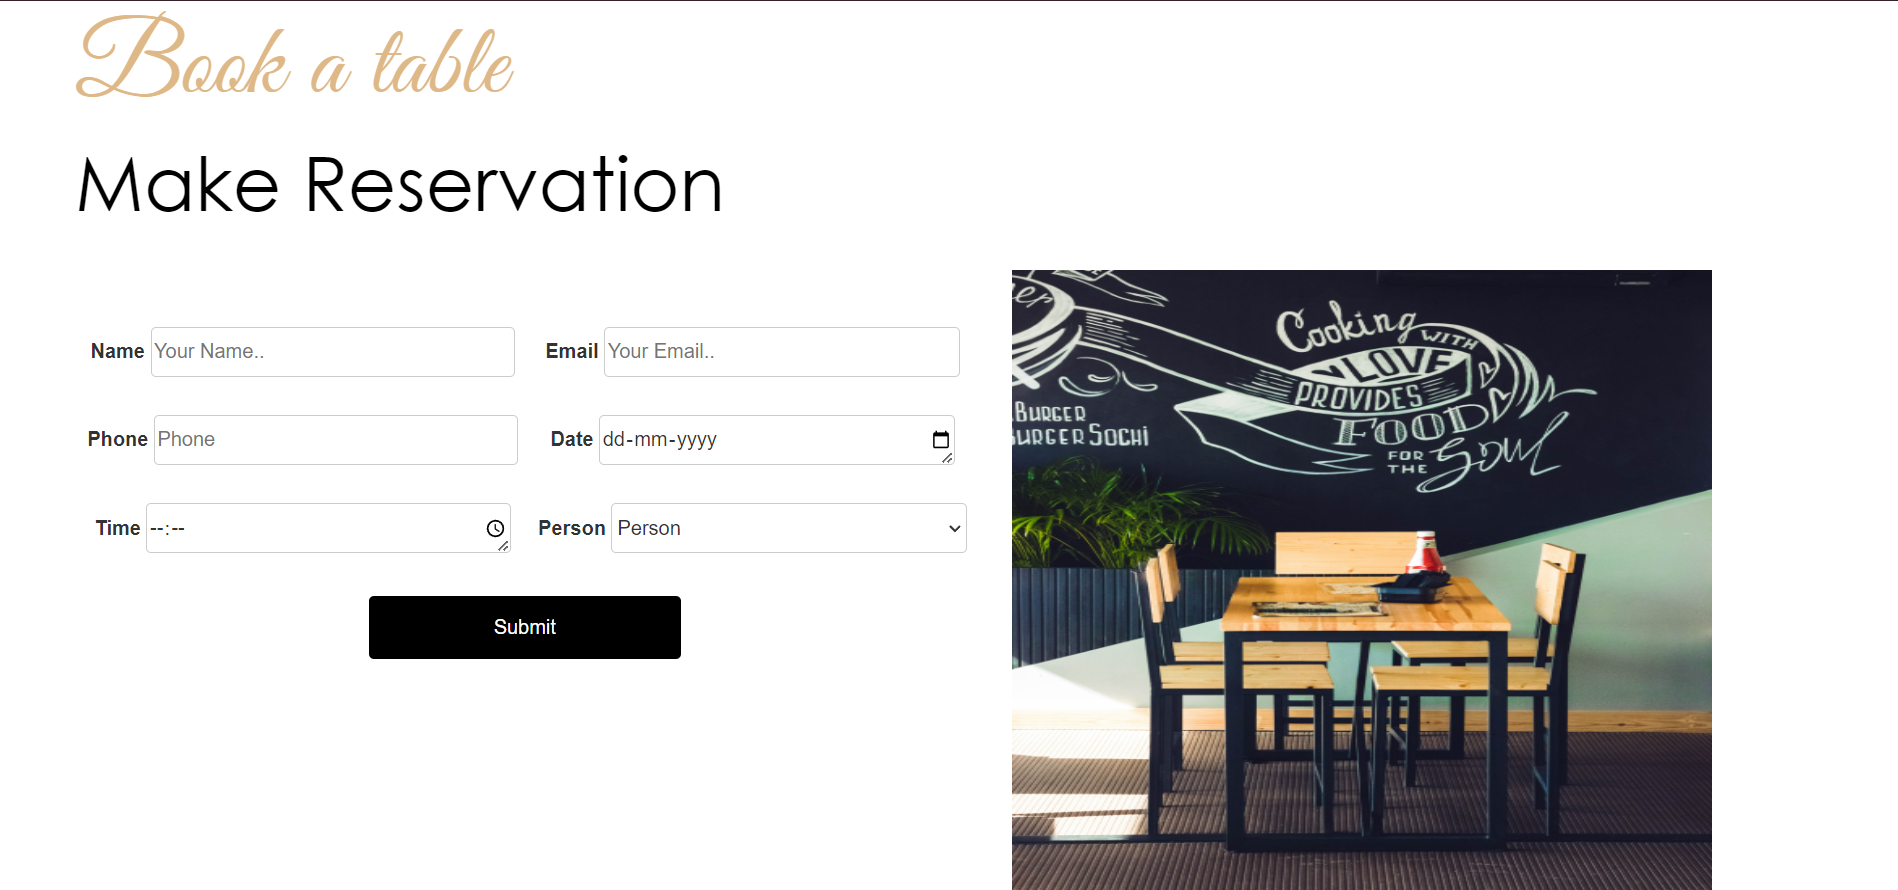 Book a table
Make Reservation
Name Your Name.. Email Your Email..
Phone Phone Date dd-mm-yyyy
Time --:-- Person Person
Submit
Cooking WITH
LOVE
PROVIDES
FOOD
FOR THE Soul
BURGER
BURGER SOCHI